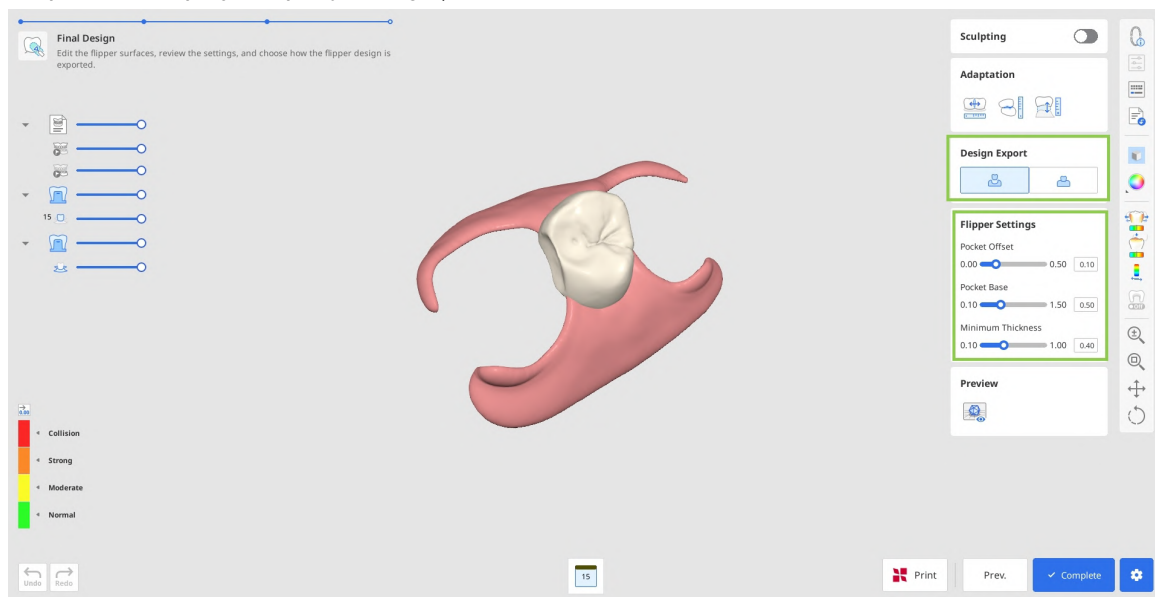 Final Design
Edit the flipper surfaces, review the settings, and choose how the flipper design is
exported.
15
0.00
Collision
Strong
Moderate
Normal
Undo
Redo
15
Sculpting
Adaptation
Design Export
Flipper Settings
Pocket Offset
0.00 0.50 0.10
Pocket Base
0.10 1.50 0.50
Minimum Thickness
0.10 1.00 0.40
Preview
Print
Prev.
Complete